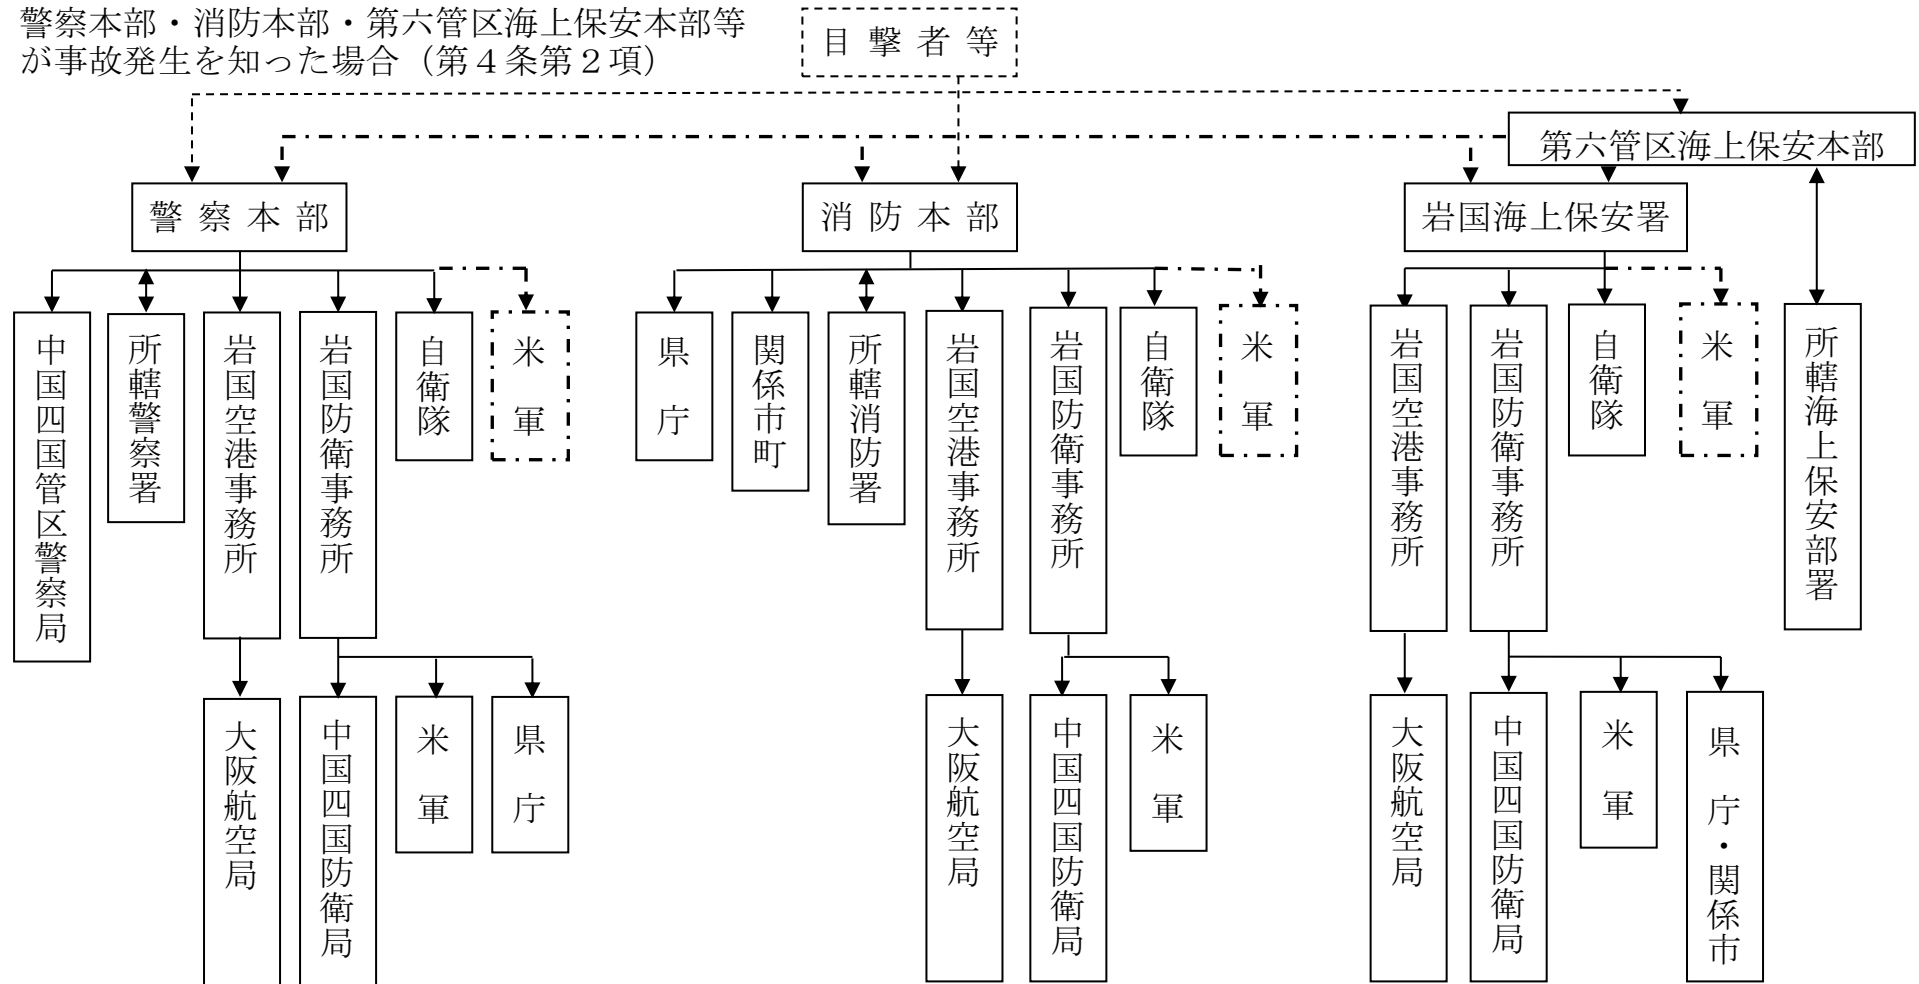 警察本部・消防本部・第六管区海上保安本部等
が事故発生を知った場合（第４条第２項）
目撃者等
第六管区海上保安本部
警察本部
消防本部
岩国海上保安署
中国四国管区警察局
所轄警察署
岩国空港事務所
岩国防衛事務所
自衛隊
米軍
県庁
関係市町
所轄消防署
岩国空港事務所
岩国防衛事務所
自衛隊
米軍
岩国空港事務所
岩国防衛事務所
自衛隊
米軍
所轄海上保安部署
大阪航空局
中国四国防衛局
米軍
県庁
大阪航空局
中国四国防衛局
米軍
大阪航空局
中国四国防衛局
米軍
県庁・関係市